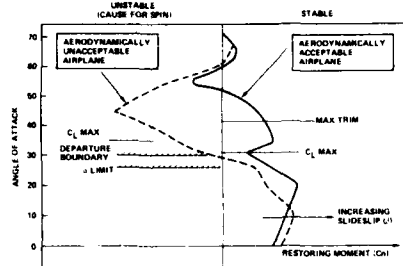 UNSTABLE
(CAUSE FOR SPIN)
STABLE
AERODYNAMICALLY
UNACCEPTABLE
AIRPLANE
AERODYNAMICALLY
ACCEPTABLE
AIRPLANE
ANGLE OF ATTACK
70
60
50
40
30
20
10
0
MAX TRIM
CL MAX
CL MAX
DEPARTURE
BOUNDARY
α LIMIT
INCREASING
SLIDESLIP (β)
RESTORING MOMENT (Cn)